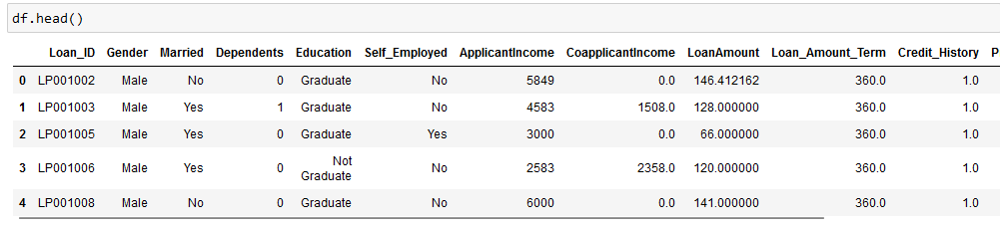 df.head()
Loan_ID Gender Married Dependents Education Self_Employed ApplicantIncome CoapplicantIncome LoanAmount Loan_Amount_Term Credit_History P
0 LP001002 Male No 0 Graduate No 5849 0.0 146.412162 360.0 1.0
1 LP001003 Male Yes 1 Graduate No 4583 1508.0 128.000000 360.0 1.0
2 LP001005 Male Yes 0 Graduate Yes 3000 0.0 66.000000 360.0 1.0
3 LP001006 Male Yes 0 Not
Graduate No 2583 2358.0 120.000000 360.0 1.0
4 LP001008 Male No 0 Graduate No 6000 0.0 141.000000 360.0 1.0